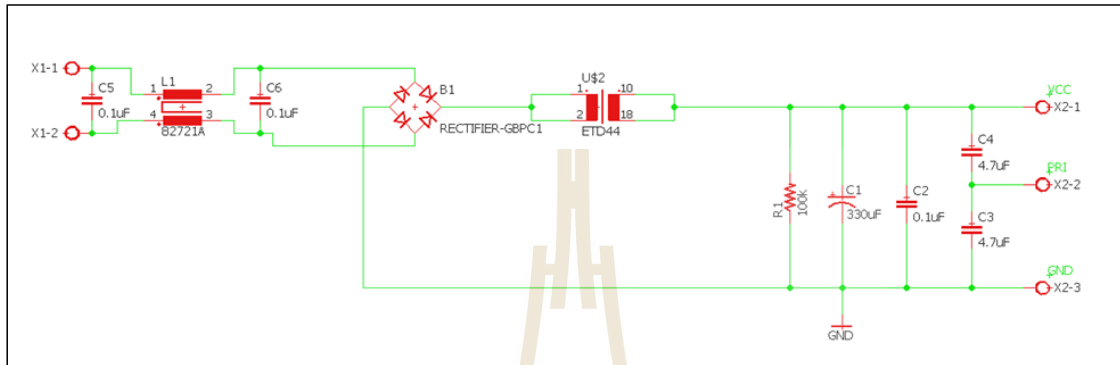 X1-1
X1-2
C5
0.1uF
L1
1
2
4
3
82721A
C6
0.1uF
B1
RECTIFIER-GBPC1
U$2
1
10
2
18
ETD44
R1
100k
C1
330uF
C2
0.1uF
C4
4.7uF
C3
4.7uF
VCC
X2-1
PRI
X2-2
GND
X2-3
GND